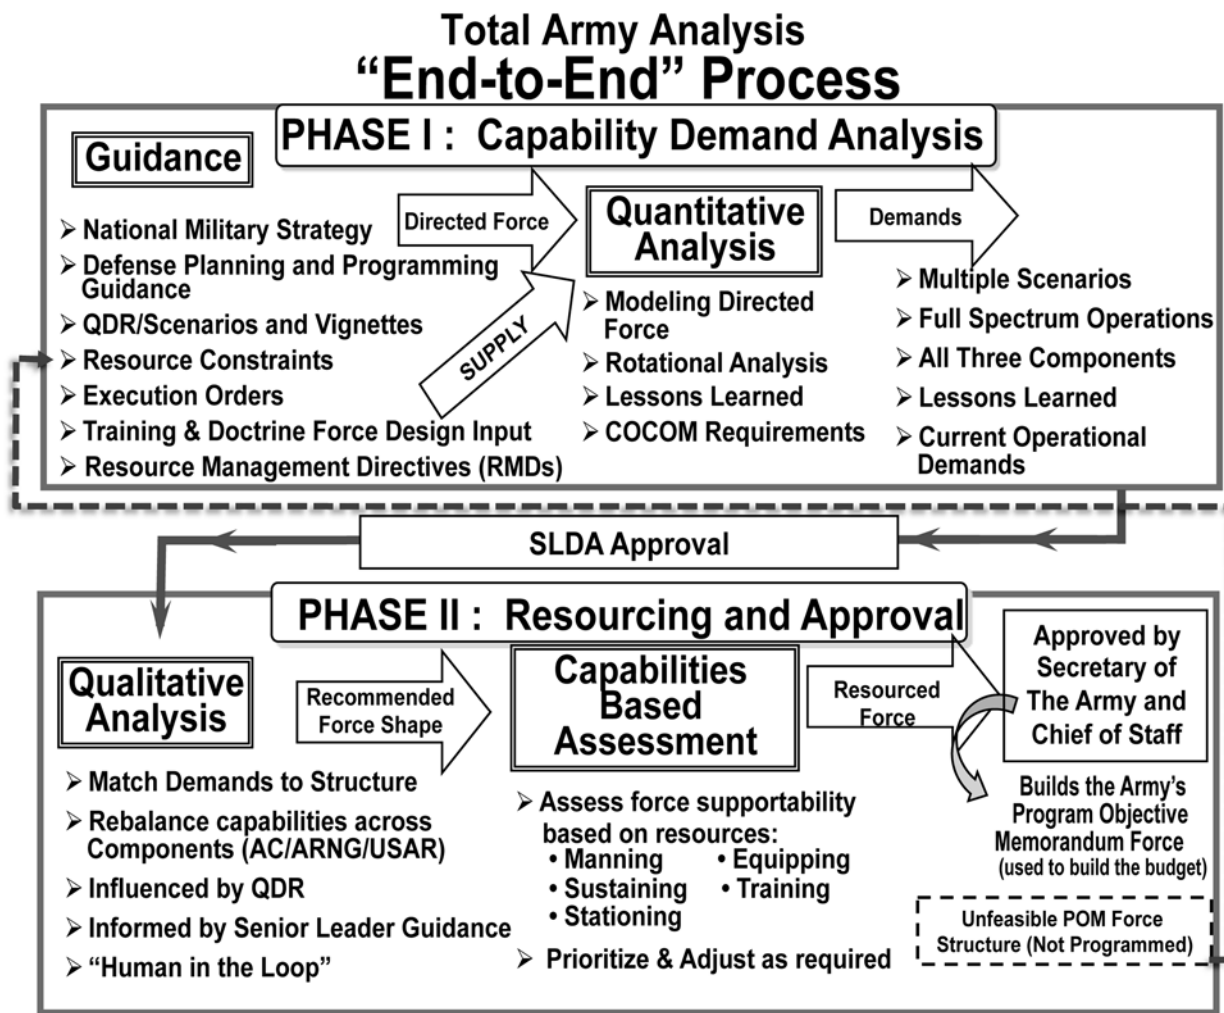 Total Army Analysis
“End-to-End” Process
PHASE I : Capability Demand Analysis
Guidance
➢ National Military Strategy
➢ Defense Planning and Programming
Guidance
➢ QDR/Scenarios and Vignettes
➢ Resource Constraints
➢ Execution Orders
➢ Training & Doctrine Force Design Input
➢ Resource Management Directives (RMDs)
Directed Force
SUPPLY
Quantitative
Analysis
➢ Modeling Directed
Force
➢ Rotational Analysis
➢ Lessons Learned
➢ COCOM Requirements
Demands
➢ Multiple Scenarios
➢ Full Spectrum Operations
➢ All Three Components
➢ Lessons Learned
➢ Current Operational
Demands
SLDA Approval
PHASE II : Resourcing and Approval
Qualitative
Analysis
➢ Match Demands to Structure
➢ Rebalance capabilities across
Components (AC/ARNG/USAR)
➢ Influenced by QDR
➢ Informed by Senior Leader Guidance
➢ “Human in the Loop”
Recommended
Force Shape
Capabilities
Based
Assessment
➢ Assess force supportability
based on resources:
• Manning • Equipping
• Sustaining • Training
• Stationing
➢ Prioritize & Adjust as required
Resourced
Force
Approved by
Secretary of
The Army and
Chief of Staff
Builds the Army’s
Program Objective
Memorandum Force
(used to build the budget)
Unfeasible POM Force
Structure (Not Programmed)